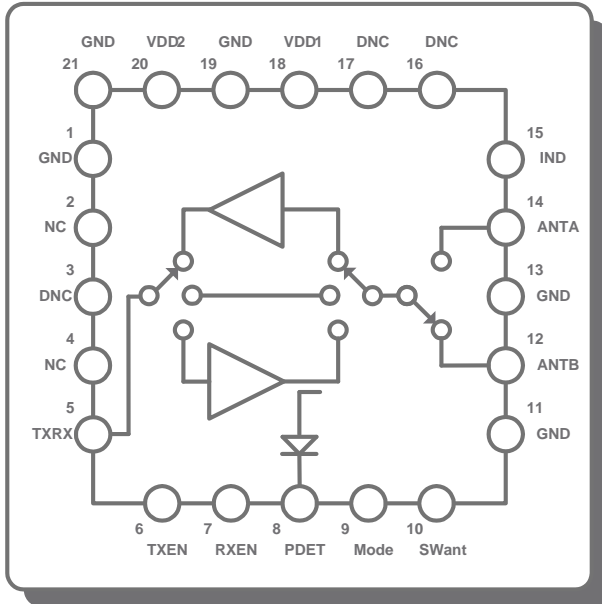 GND VDD2 GND VDD1 DNC DNC
21 20 19 18 17 16
1 15
GND IND
2 14
NC ANTA
3 13
DNC GND
4 12
NC ANTB
5 11
TXRX GND
6 7 8 9 10
TXEN RXEN PDET Mode SWant